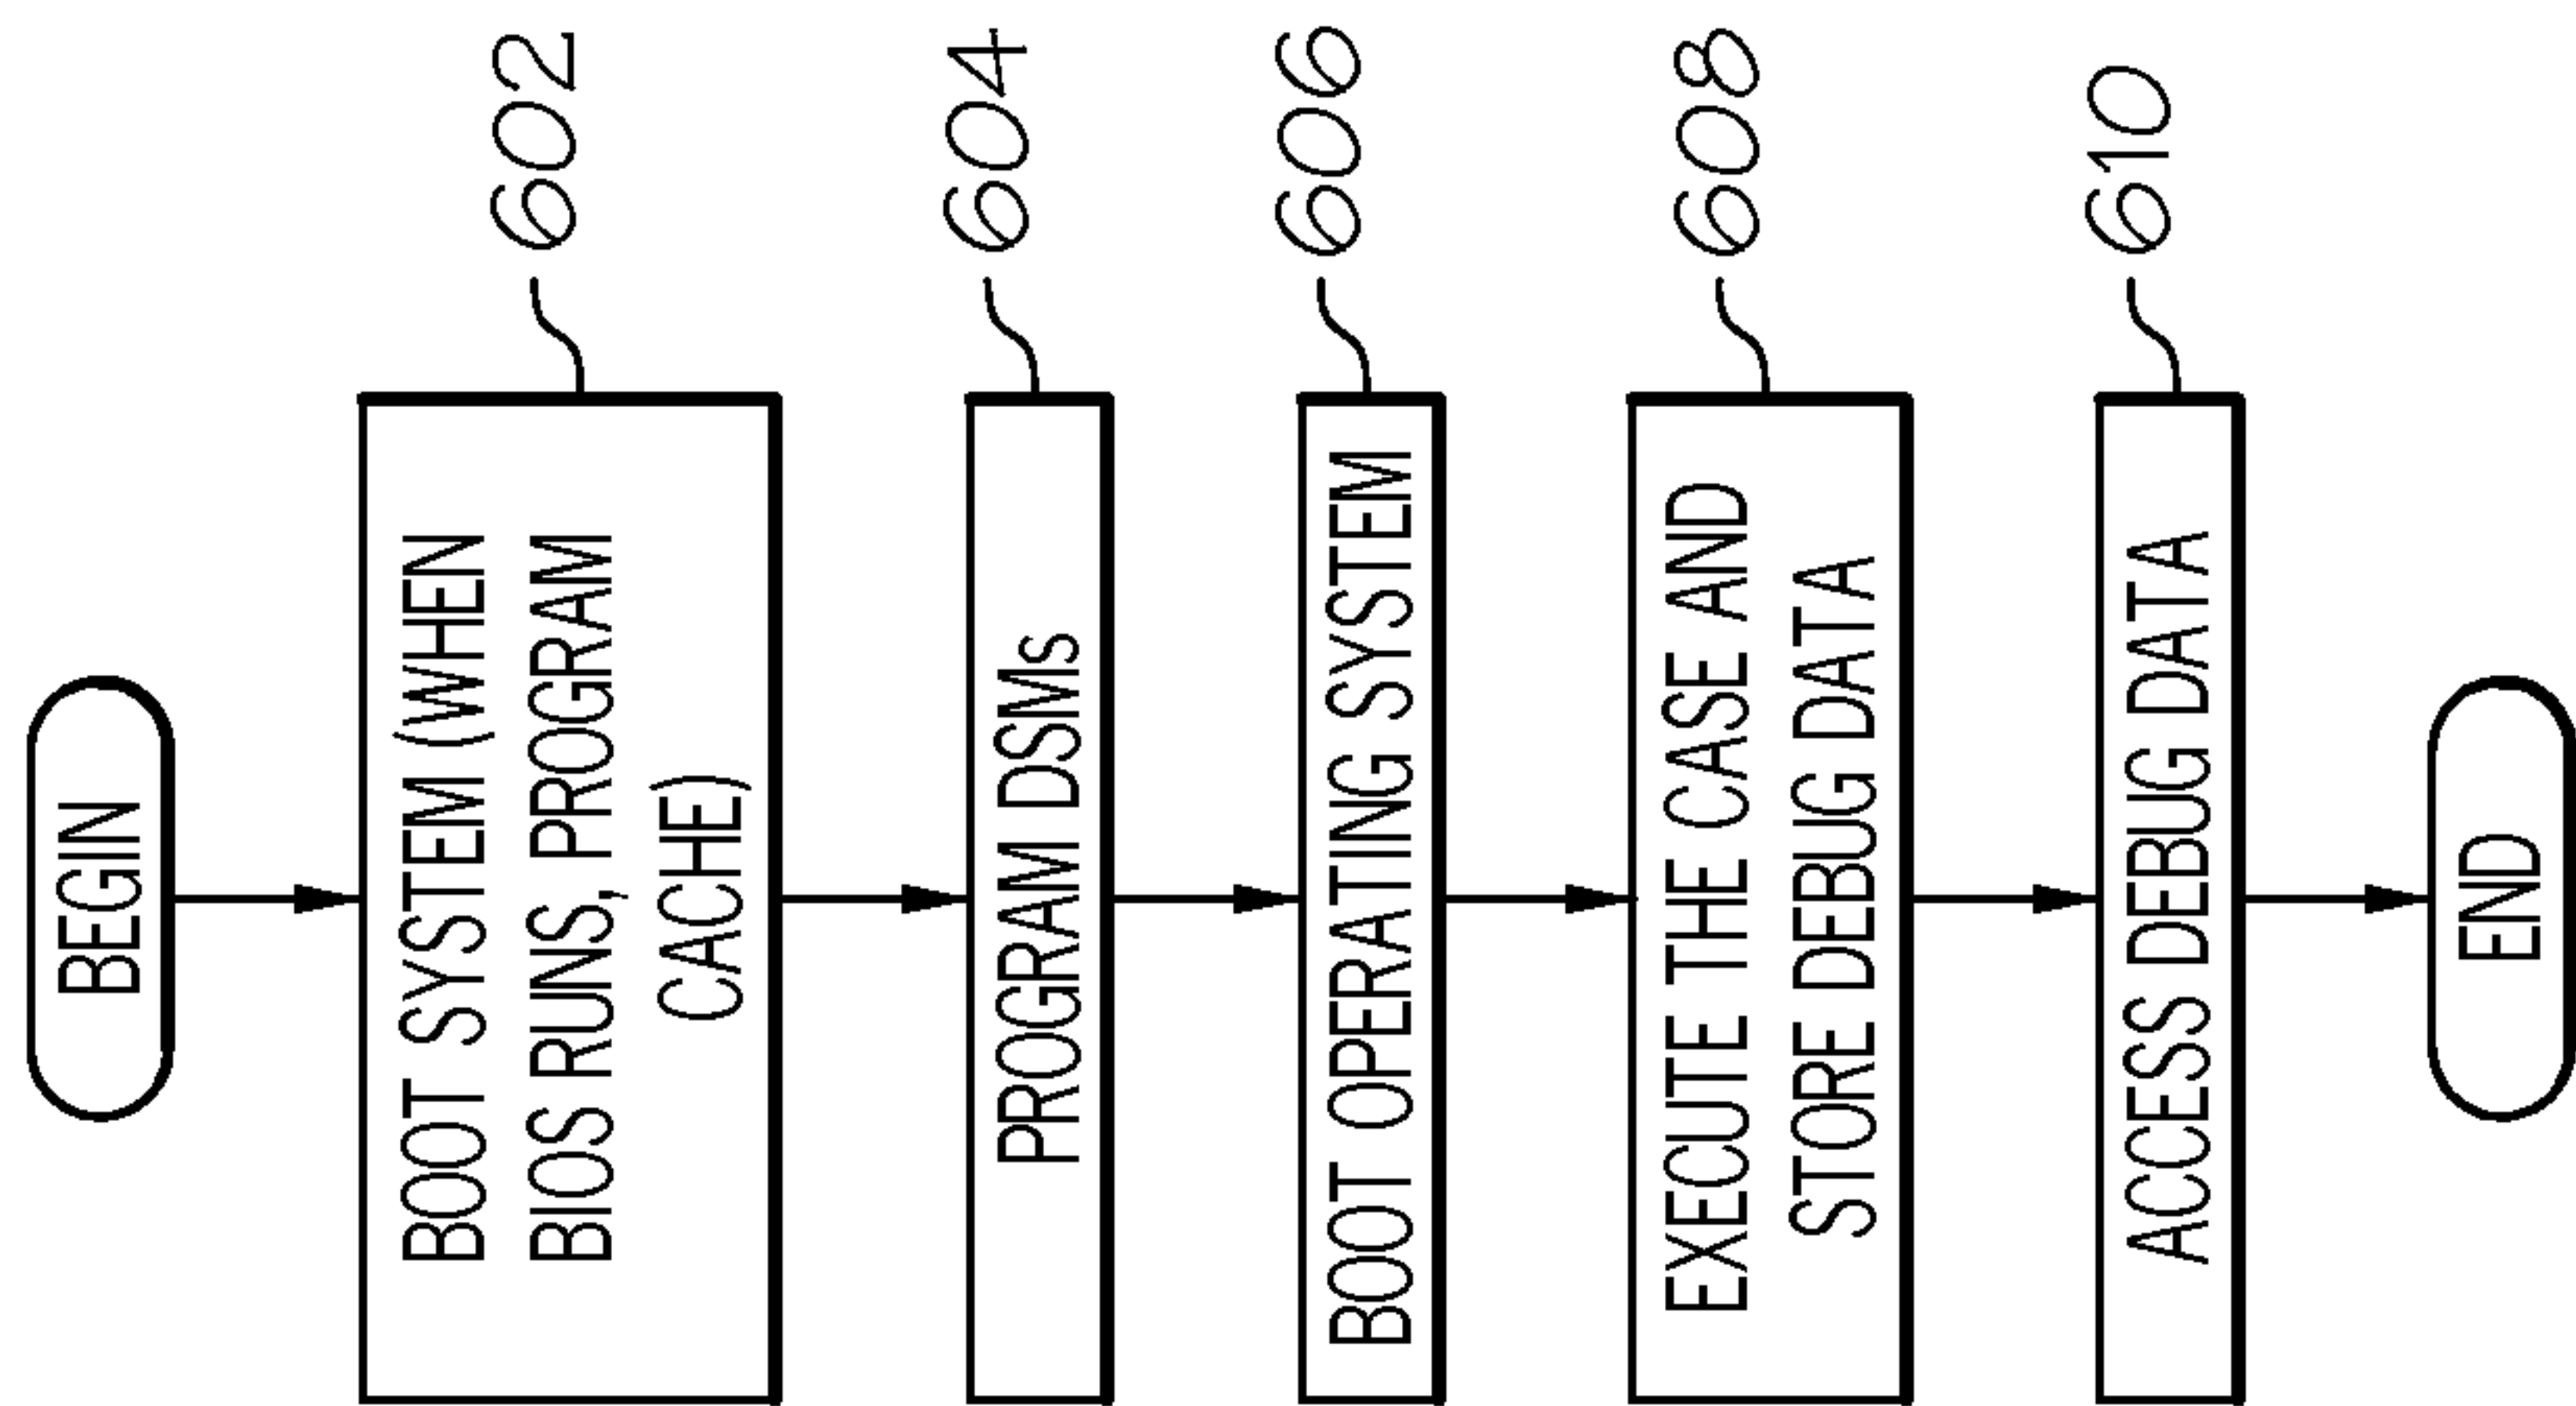 BEGIN
BOOT SYSTEM (WHEN
BIOS RUNS, PROGRAM
CACHE)
602
PROGRAM DSMs
604
BOOT OPERATING SYSTEM
606
EXECUTE THE CASE AND
STORE DEBUG DATA
608
ACCESS DEBUG DATA
610
END